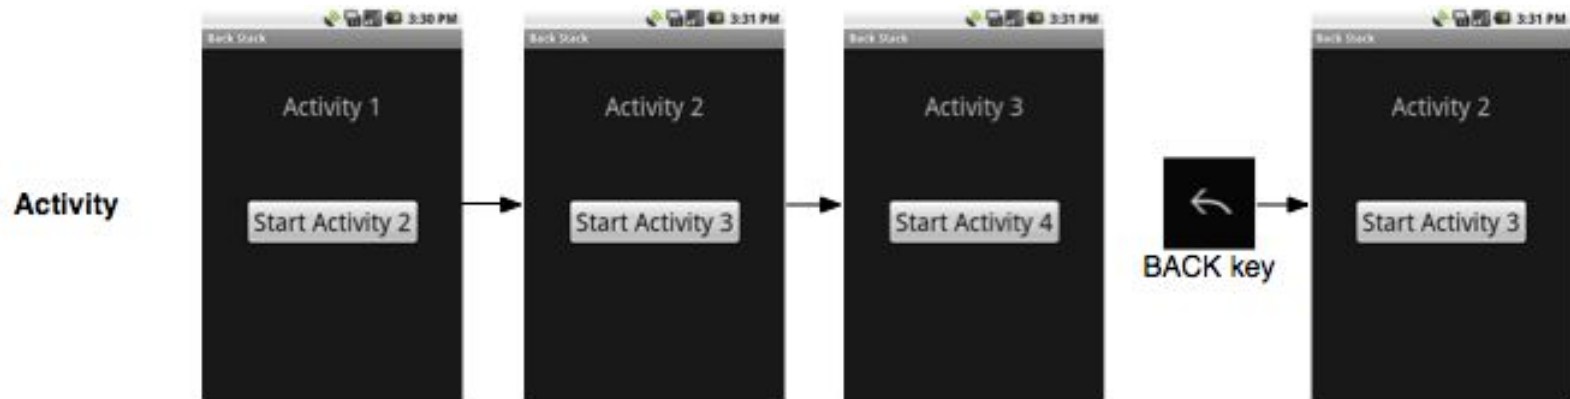 3:30 PM
Back Stack
Activity 1
Start Activity 2
3:31 PM
Back Stack
Activity 2
Start Activity 3
3:31 PM
Back Stack
Activity 3
Start Activity 4
3:31 PM
Back Stack
Activity 2
Start Activity 3
Activity
BACK key